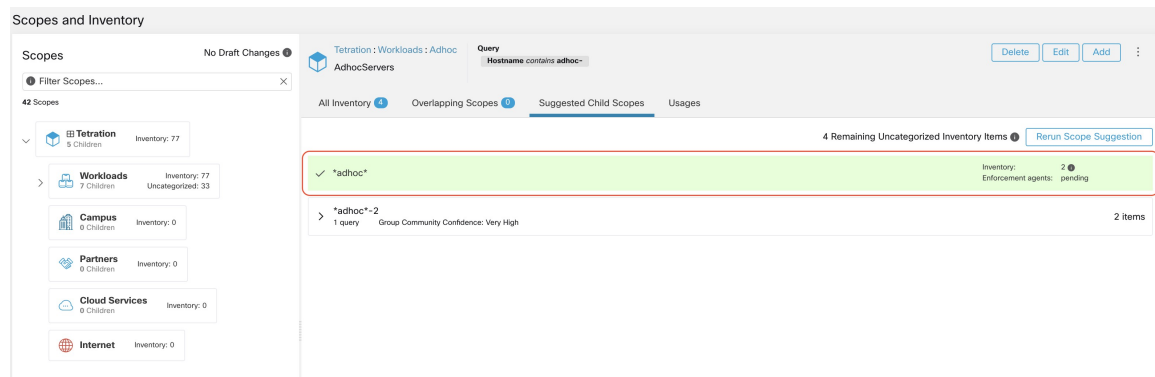 Scopes and Inventory
Scopes
No Draft Changes
Filter Scopes...
42 Scopes
Tetration
5 Children
Inventory: 77
Workloads
7 Children
Inventory: 77
Uncategorized: 33
Campus
0 Children
Inventory: 0
Partners
0 Children
Inventory: 0
Cloud Services
0 Children
Inventory: 0
Internet
Inventory: 0
Tetration : Workloads : Adhoc
AdhocServers
Query
Hostname contains adhoc-
Delete
Edit
Add
All Inventory 4
Overlapping Scopes 0
Suggested Child Scopes
Usages
4 Remaining Uncategorized Inventory Items
Rerun Scope Suggestion
*adhoc*
Inventory: 2
Enforcement agents: pending
*adhoc*-2
1 query Group Community Confidence: Very High
2 items